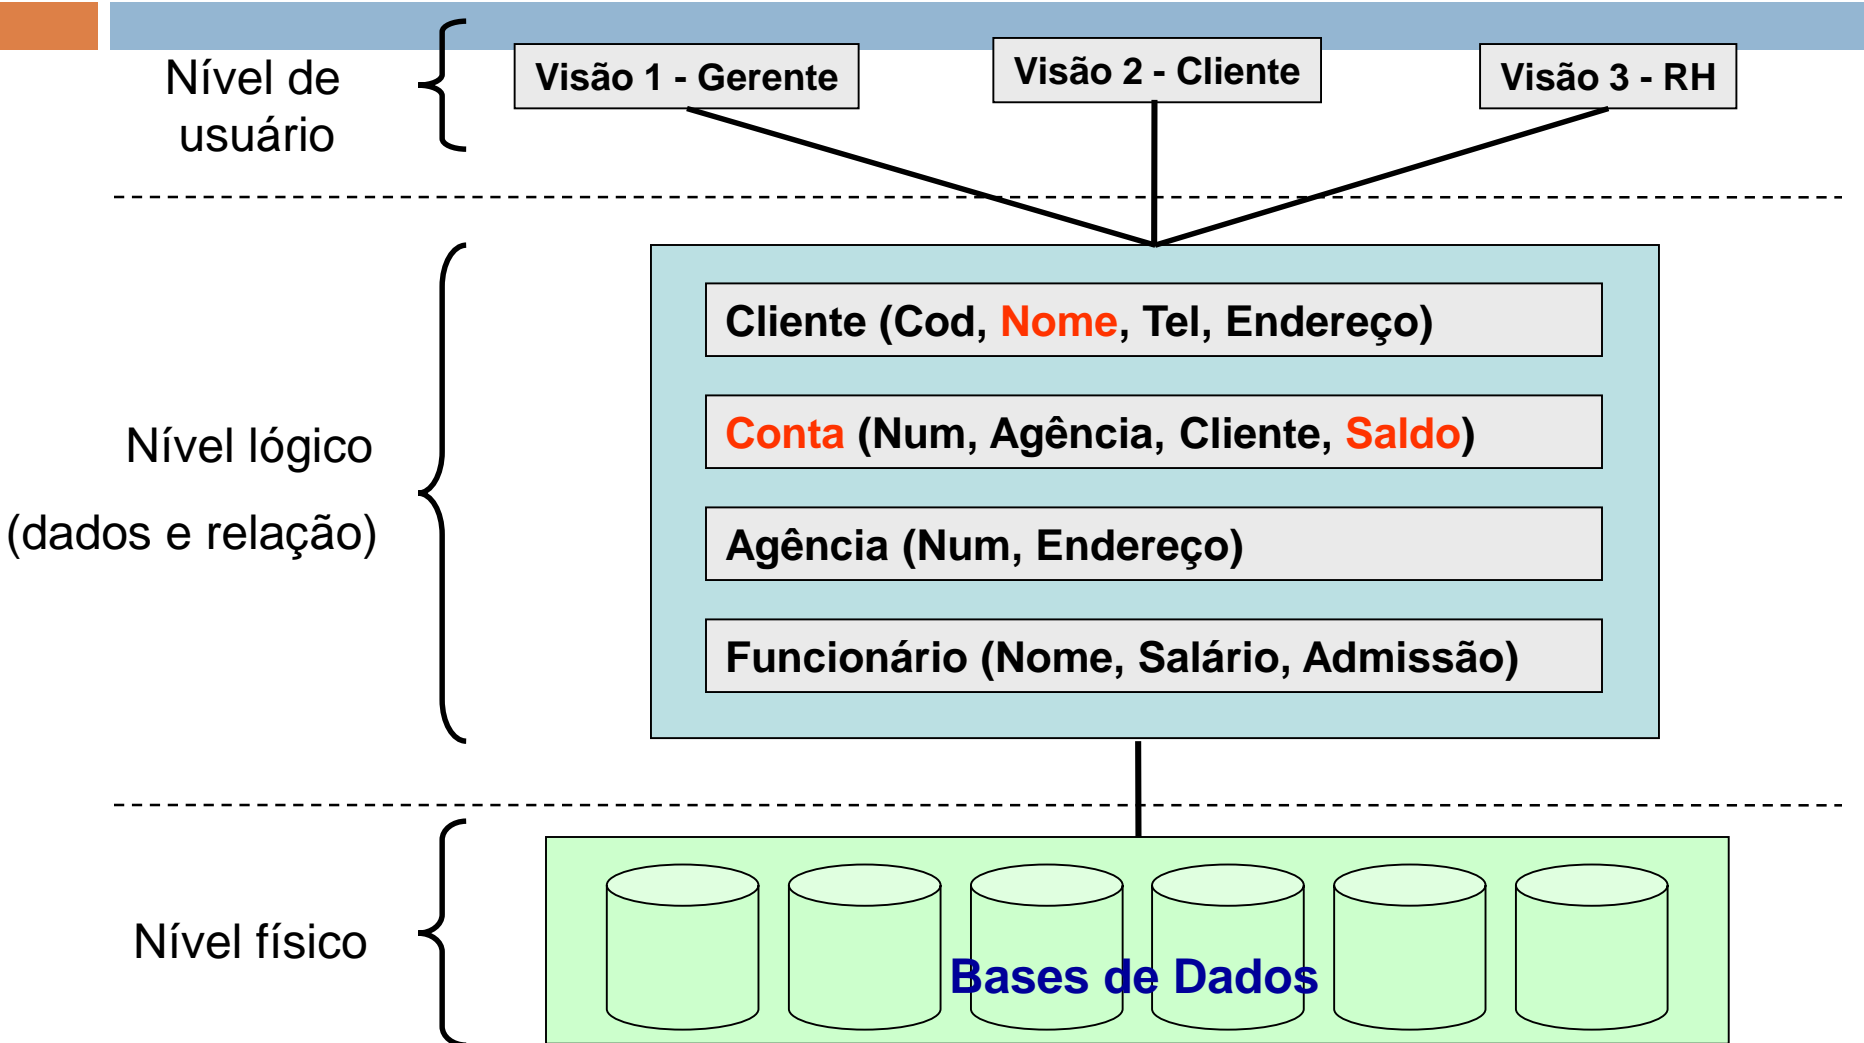 Nível de
usuário
Visão 1 - Gerente
Visão 2 - Cliente
Visão 3 - RH
Nível lógico
(dados e relação)
Cliente (Cod, Nome, Tel, Endereço)
Conta (Num, Agência, Cliente, Saldo)
Agência (Num, Endereço)
Funcionário (Nome, Salário, Admissão)
Nível físico
Bases de Dados